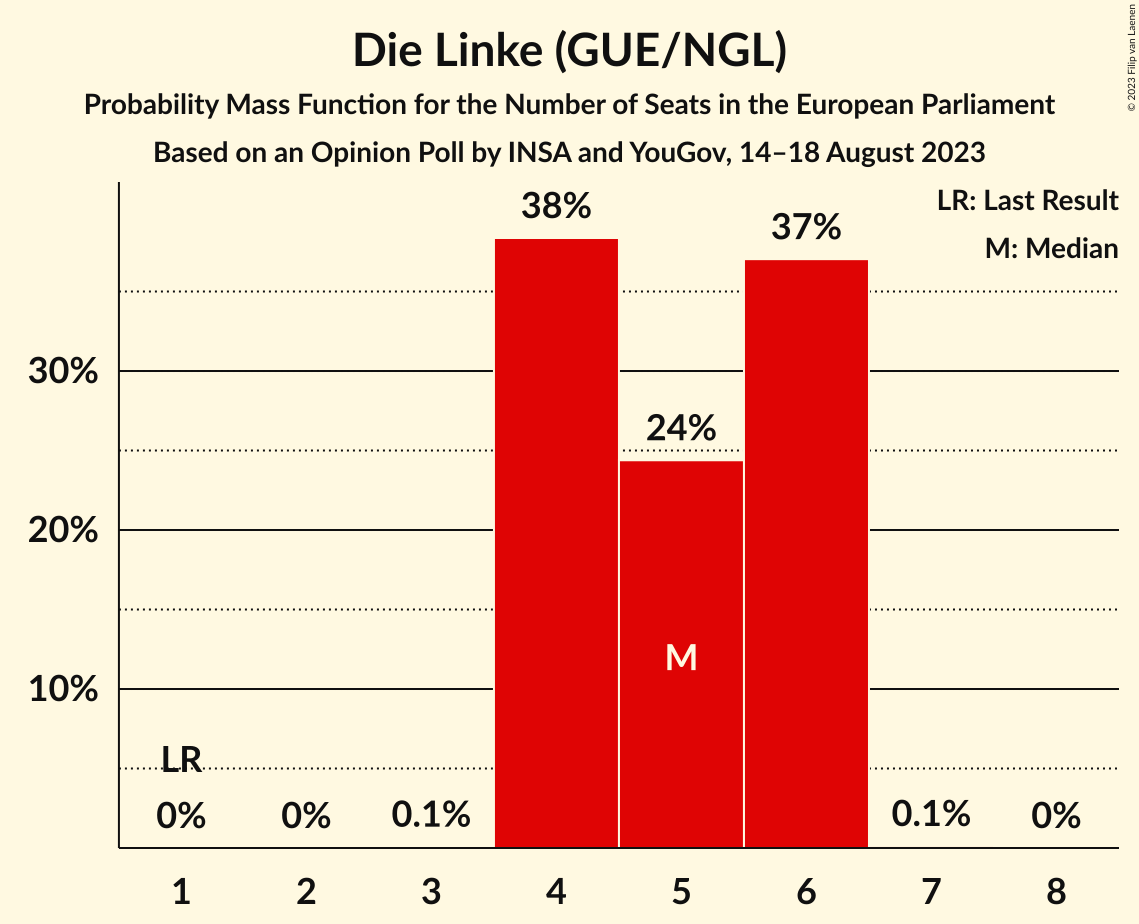 Die Linke (GUE/NGL)
Probability Mass Function for the Number of Seats in the European Parliament
Based on an Opinion Poll by INSA and YouGov, 14–18 August 2023
© 2023 Filip van Laenen
LR: Last Result
M: Median
38%
37%
24%
30%
20%
10%
M
LR
0%
0%
0.1%
0.1%
0%
1 2 3 4 5 6 7 8